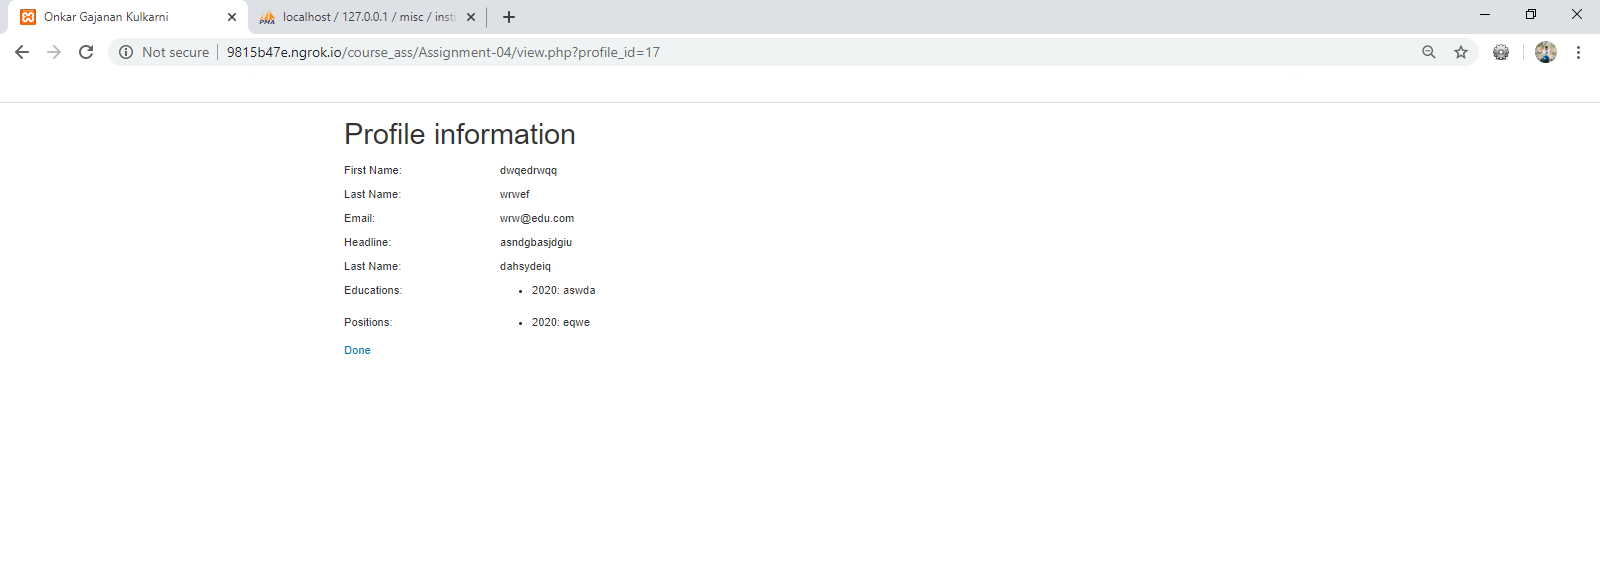 Onkar Gajanan Kulkarni
PMA localhost / 127.0.0.1 / misc / insti
Not secure 9815b47e.ngrok.io/course_ass/Assignment-04/view.php?profile_id=17
Profile information
First Name: dwqedrwqq
Last Name: wrwef
Email: wrw@edu.com
Headline: asndgbasjdgiu
Last Name: dahsydeiq
Educations: • 2020: aswda
Positions: • 2020: eqwe
Done